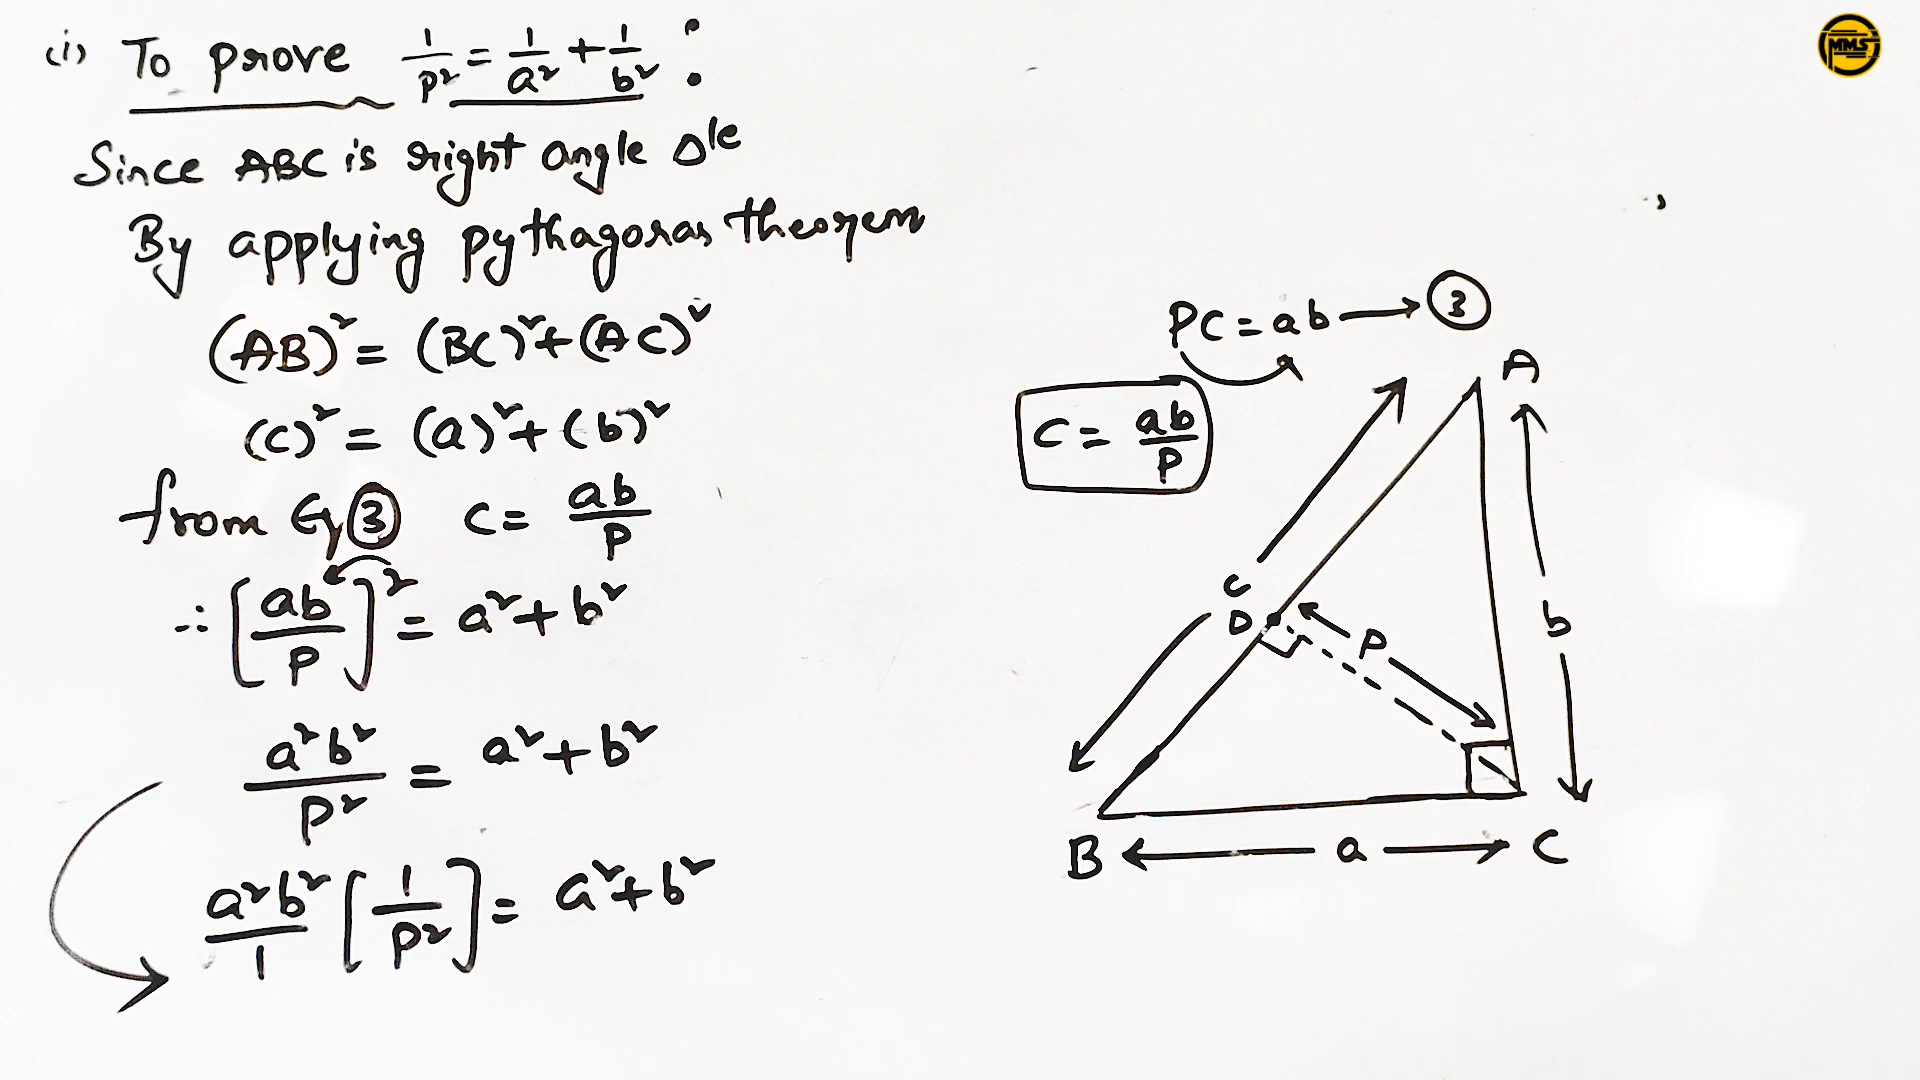 (i) To prove 1/p² = 1/a² + 1/b² :
Since ABC is right angle Δle
By applying pythagoras theorem
(AB)² = (BC)² + (AC)²
(C)² = (a)² + (b)²
from Eq ③ C = ab/P
∴ [ab/P]² = a² + b²
a²b²/P² = a² + b²
a²b²/1 [1/P²] = a² + b²
PC = ab → ③
C = ab/P
A
C
D
P
b
B a C
MMS